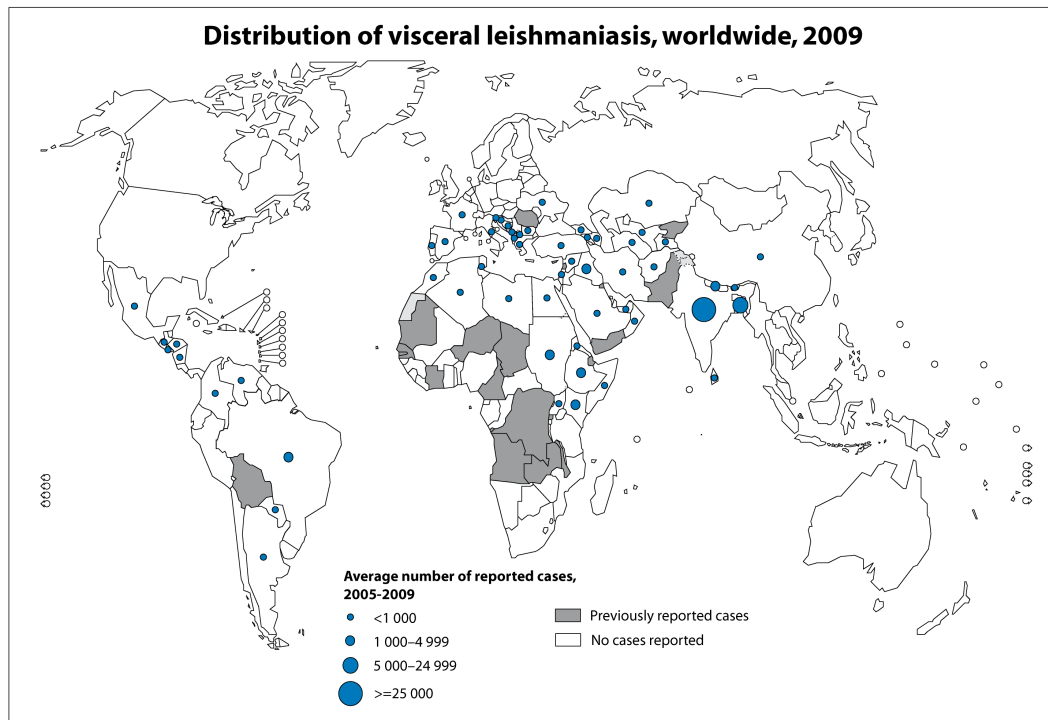 Distribution of visceral leishmaniasis, worldwide, 2009
Average number of reported cases,
2005-2009
<1 000
1 000–4 999
5 000–24 999
>=25 000
Previously reported cases
No cases reported